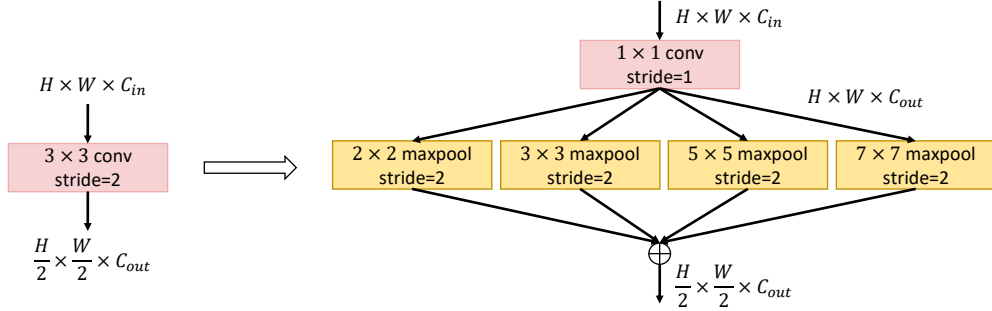 H × W × C_in
3 × 3 conv
stride=2
H/2 × W/2 × C_out
H × W × C_in
1 × 1 conv
stride=1
H × W × C_out
2 × 2 maxpool
stride=2
3 × 3 maxpool
stride=2
5 × 5 maxpool
stride=2
7 × 7 maxpool
stride=2
H/2 × W/2 × C_out